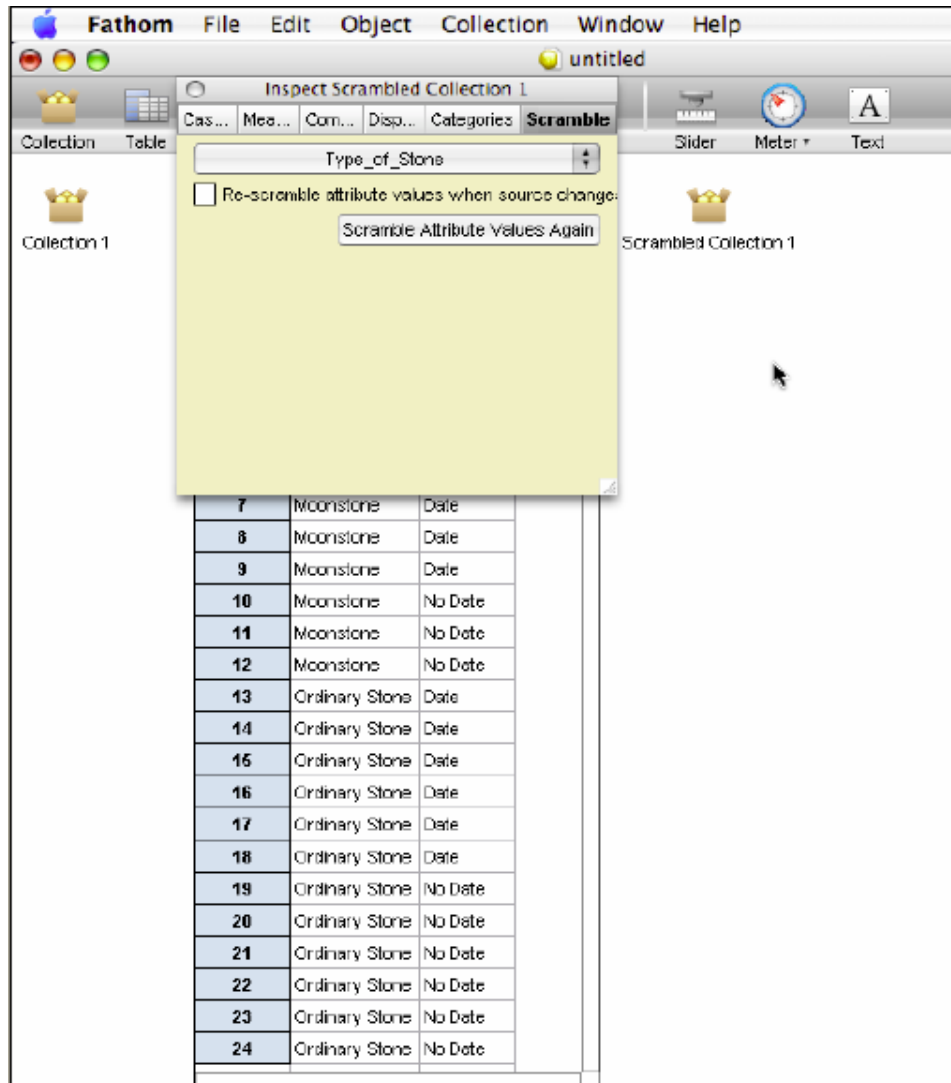 Fathom File Edit Object Collection Window Help
untitled
Inspect Scrambled Collection 1
Cas... Mea... Com... Disp... Categories Scramble
Collection Table Slider Meter Text
A
Type_of_Stone
Re-scramble attribute values when source change
Scramble Attribute Values Again
Collection 1 Scrambled Collection 1
7 Moonstone Date
8 Moonstone Date
9 Moonstone Date
10 Moonstone No Date
11 Moonstone No Date
12 Moonstone No Date
13 Ordinary Stone Date
14 Ordinary Stone Date
15 Ordinary Stone Date
16 Ordinary Stone Date
17 Ordinary Stone Date
18 Ordinary Stone Date
19 Ordinary Stone No Date
20 Ordinary Stone No Date
21 Ordinary Stone No Date
22 Ordinary Stone No Date
23 Ordinary Stone No Date
24 Ordinary Stone No Date